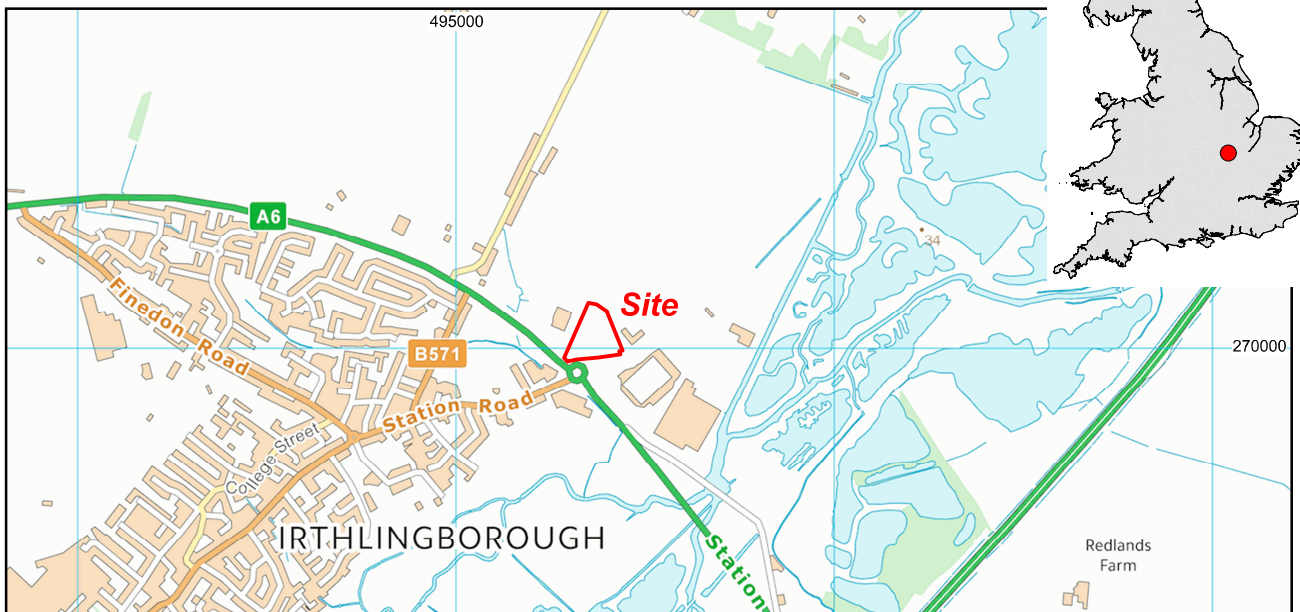 495000
A6
34
Site
Finedon Road
270000
B571
Station Road
College Street
IRTHLINGBOROUGH
Station
Redlands
Farm